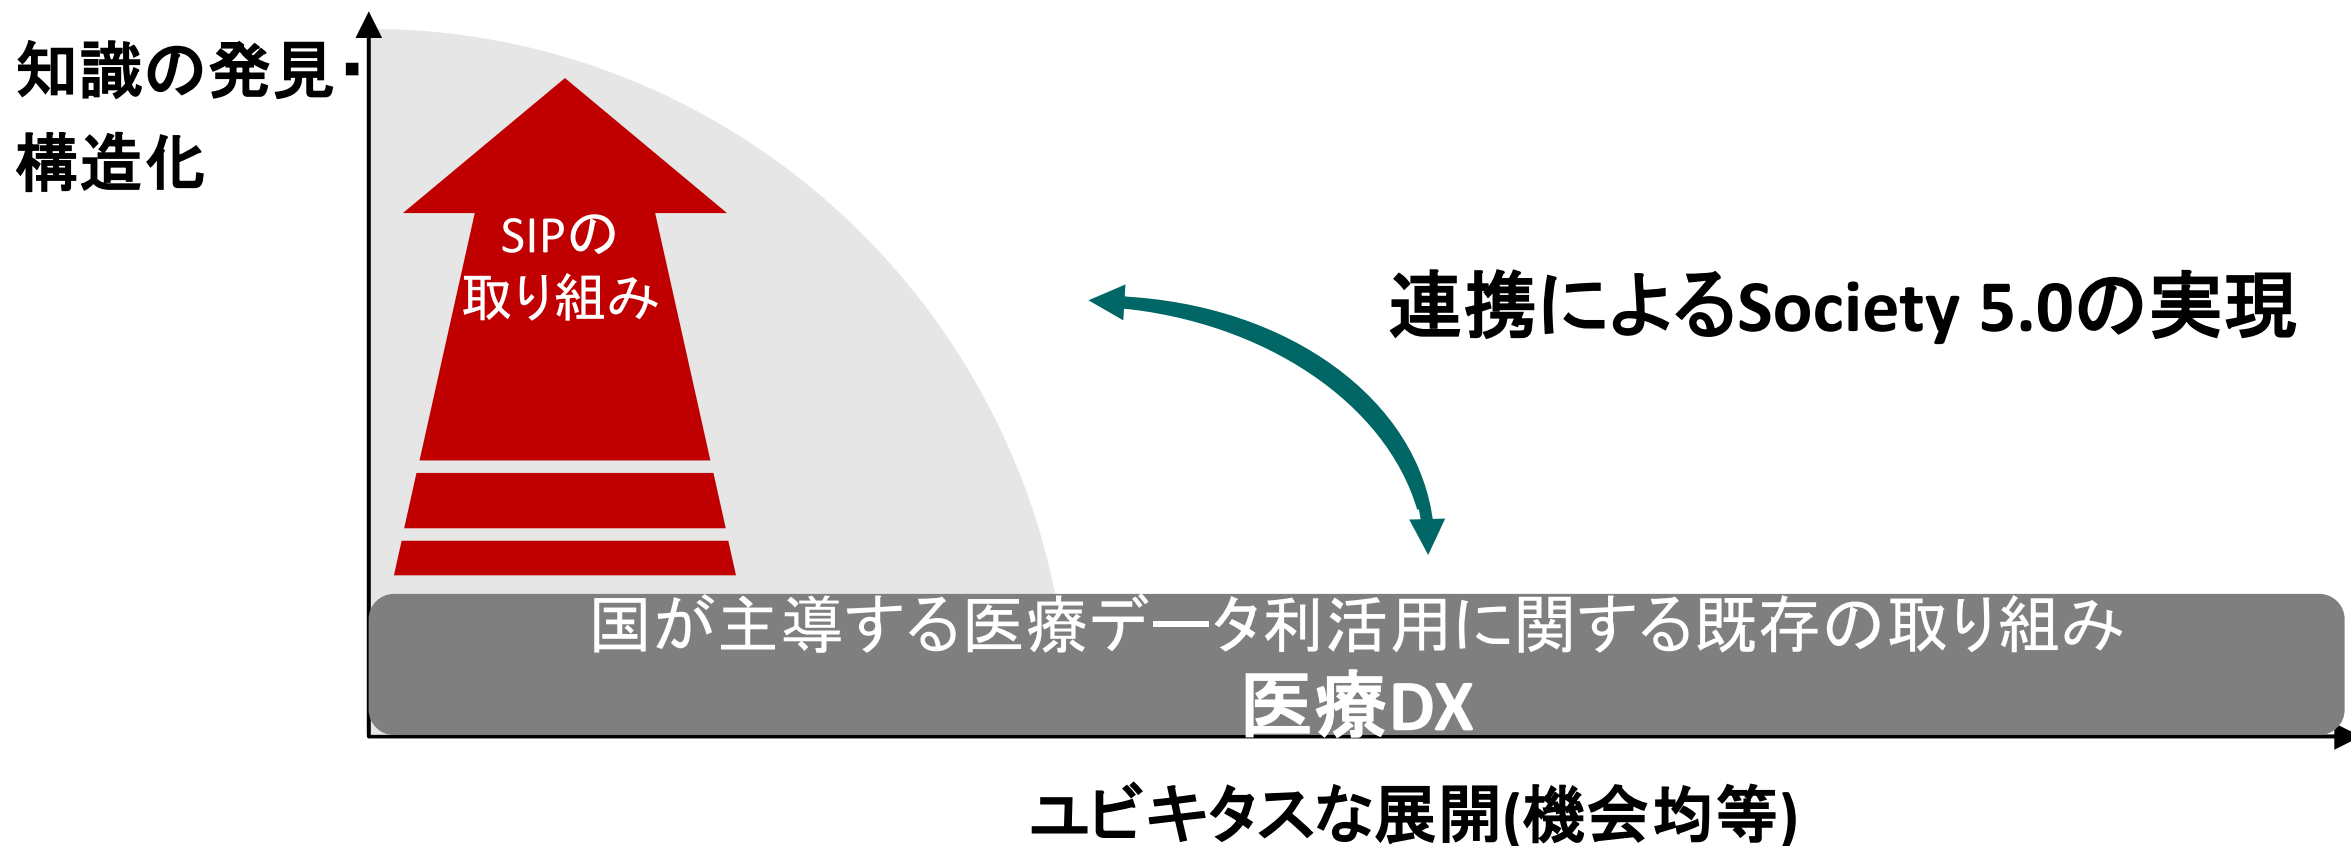 知識の発見・
構造化
SIPの
取り組み
連携によるSociety 5.0の実現
国が主導する医療データ利活用に関する既存の取り組み
医療DX
ユビキタスな展開(機会均等)